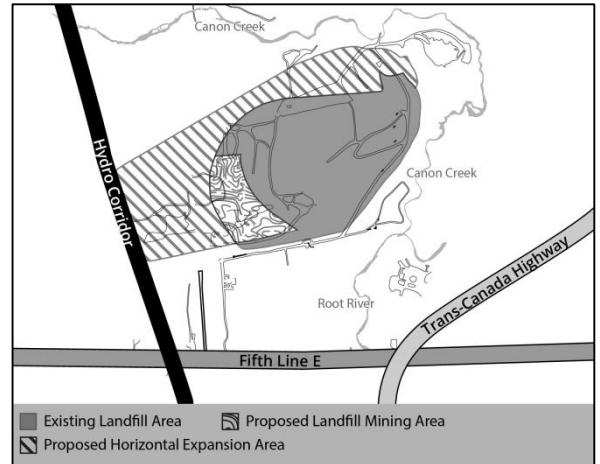 Canon Creek
Hydro Corridor
Canon Creek
Trans-Canada Highway
Root River
Fifth Line E
Existing Landfill Area
Proposed Landfill Mining Area
Proposed Horizontal Expansion Area